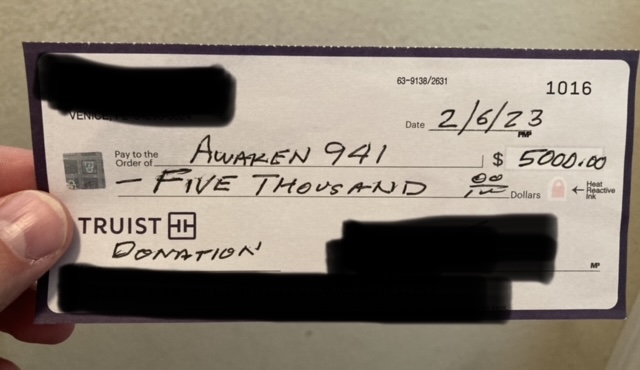 63-9138/2631
1016
VENICE
Date 2/6/23
Pay to the Order of AWAKEN 941 $ 5000.00
— FIVE THOUSAND 00/100 Dollars
Heat Reactive Ink
TRUIST
DONATION
MP